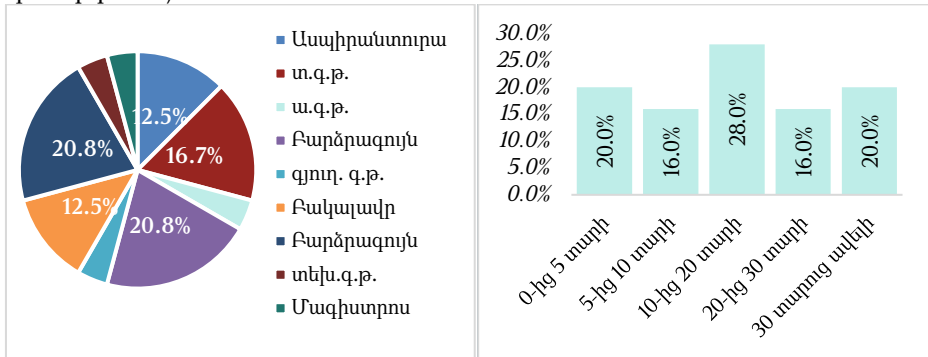 Ասպիրանտուրա
տ.գ.թ.
ա.գ.թ.
Բարձրագույն
գյուղ. գ.թ.
Բակալավր
Բարձրագույն
տեխ.գ.թ.
Մագիստրոս
12.5%
16.7%
20.8%
12.5%
20.8%
30.0%
25.0%
20.0%
15.0%
10.0%
5.0%
0.0%
20.0%
16.0%
28.0%
16.0%
20.0%
0-ից 5 տարի
5-ից 10 տարի
10-ից 20 տարի
20-ից 30 տարի
30 տարուց ավելի